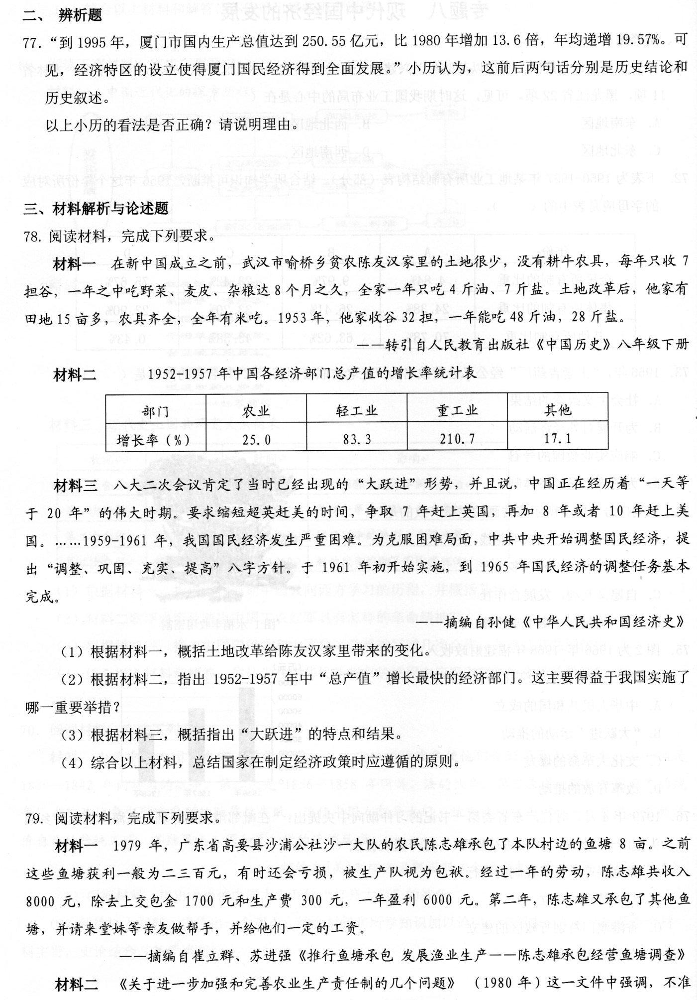 二、 辨析题
77. “到 1995 年，厦门市国内生产总值达到 250.55 亿元，比 1980 年增加 13.6 倍，年均递增 19.57%。可
见，经济特区的设立使得厦门国民经济得到全面发展。”小历认为，这前后两句话分别是历史结论和
历史叙述。
以上小历的看法是否正确？请说明理由。
三、材料解析与论述题
78. 阅读材料，完成下列要求。
材料一 在新中国成立之前，武汉市喻桥乡贫农陈友汉家里的土地很少，没有耕牛农具，每年只收 7
担谷，一年之中吃野菜、麦皮、杂粮达 8 个月之久，全家一年只吃 4 斤油、7 斤盐。土地改革后，他家有
田地 15 亩多，农具齐全，全年有米吃。1953 年，他家收谷 32 担，一年能吃 48 斤油，28 斤盐。
——转引自人民教育出版社《中国历史》八年级下册
材料二 1952-1957 年中国各经济部门总产值的增长率统计表
部门 农业 轻工业 重工业 其他
增长率（%） 25.0 83.3 210.7 17.1
材料三 八大二次会议肯定了当时已经出现的“大跃进”形势，并且说，中国正在经历着“一天等
于 20 年”的伟大时期。要求缩短超英赶美的时间，争取 7 年赶上英国，再加 8 年或者 10 年赶上美
国。……1959-1961 年，我国国民经济发生严重困难。为克服困难局面，中共中央开始调整国民经济，提
出“调整、巩固、充实、提高”八字方针。于 1961 年初开始实施，到 1965 年国民经济的调整任务基本
完成。
——摘编自孙健《中华人民共和国经济史》
（1）根据材料一，概括土地改革给陈友汉家里带来的变化。
（2）根据材料二，指出 1952-1957 年中“总产值”增长最快的经济部门。这主要得益于我国实施了
哪一重要举措？
（3）根据材料三，概括指出“大跃进”的特点和结果。
（4）综合以上材料，总结国家在制定经济政策时应遵循的原则。
79. 阅读材料，完成下列要求。
材料一 1979 年，广东省高要县沙浦公社沙一大队的农民陈志雄承包了本队村边的鱼塘 8 亩。之前
这些鱼塘获利一般为二三百元，有时还会亏损，被生产队视为包袱。经过一年的劳动，陈志雄共收入
8000 元，除去上交包金 1700 元和生产费 300 元，一年盈利 6000 元。第二年，陈志雄又承包了其他鱼
塘，并请来堂妹等亲友做帮手，并给他们一定的工资。
——摘编自崔立群、苏进强《推行鱼塘承包 发展渔业生产——陈志雄承包经营鱼塘调查》
材料二 《关于进一步加强和完善农业生产责任制的几个问题》（1980 年）这一文件中强调，不准